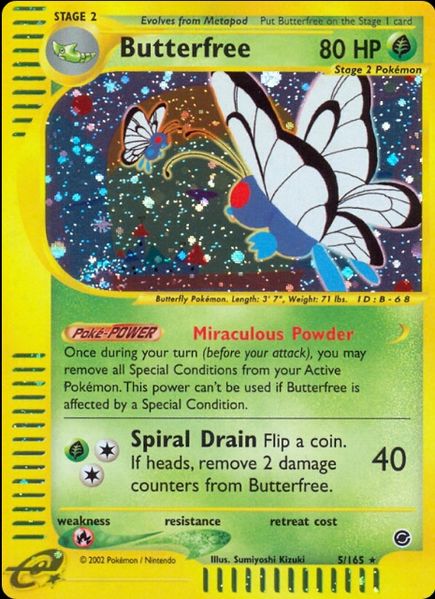 STAGE 2 Evolves from Metapod Put Butterfree on the Stage 1 card
Butterfree 80 HP
Stage 2 Pokémon
Butterfly Pokémon. Length: 3' 7", Weight: 71 lbs. ID:B-68
Poké-POWER Miraculous Powder
Once during your turn (before your attack), you may
remove all Special Conditions from your Active
Pokémon. This power can't be used if Butterfree is
affected by a Special Condition.
Spiral Drain Flip a coin.
If heads, remove 2 damage
counters from Butterfree.
40
weakness resistance retreat cost
© 2002 Pokémon / Nintendo Illus. Sumiyoshi Kizuki 5/165 ★
e